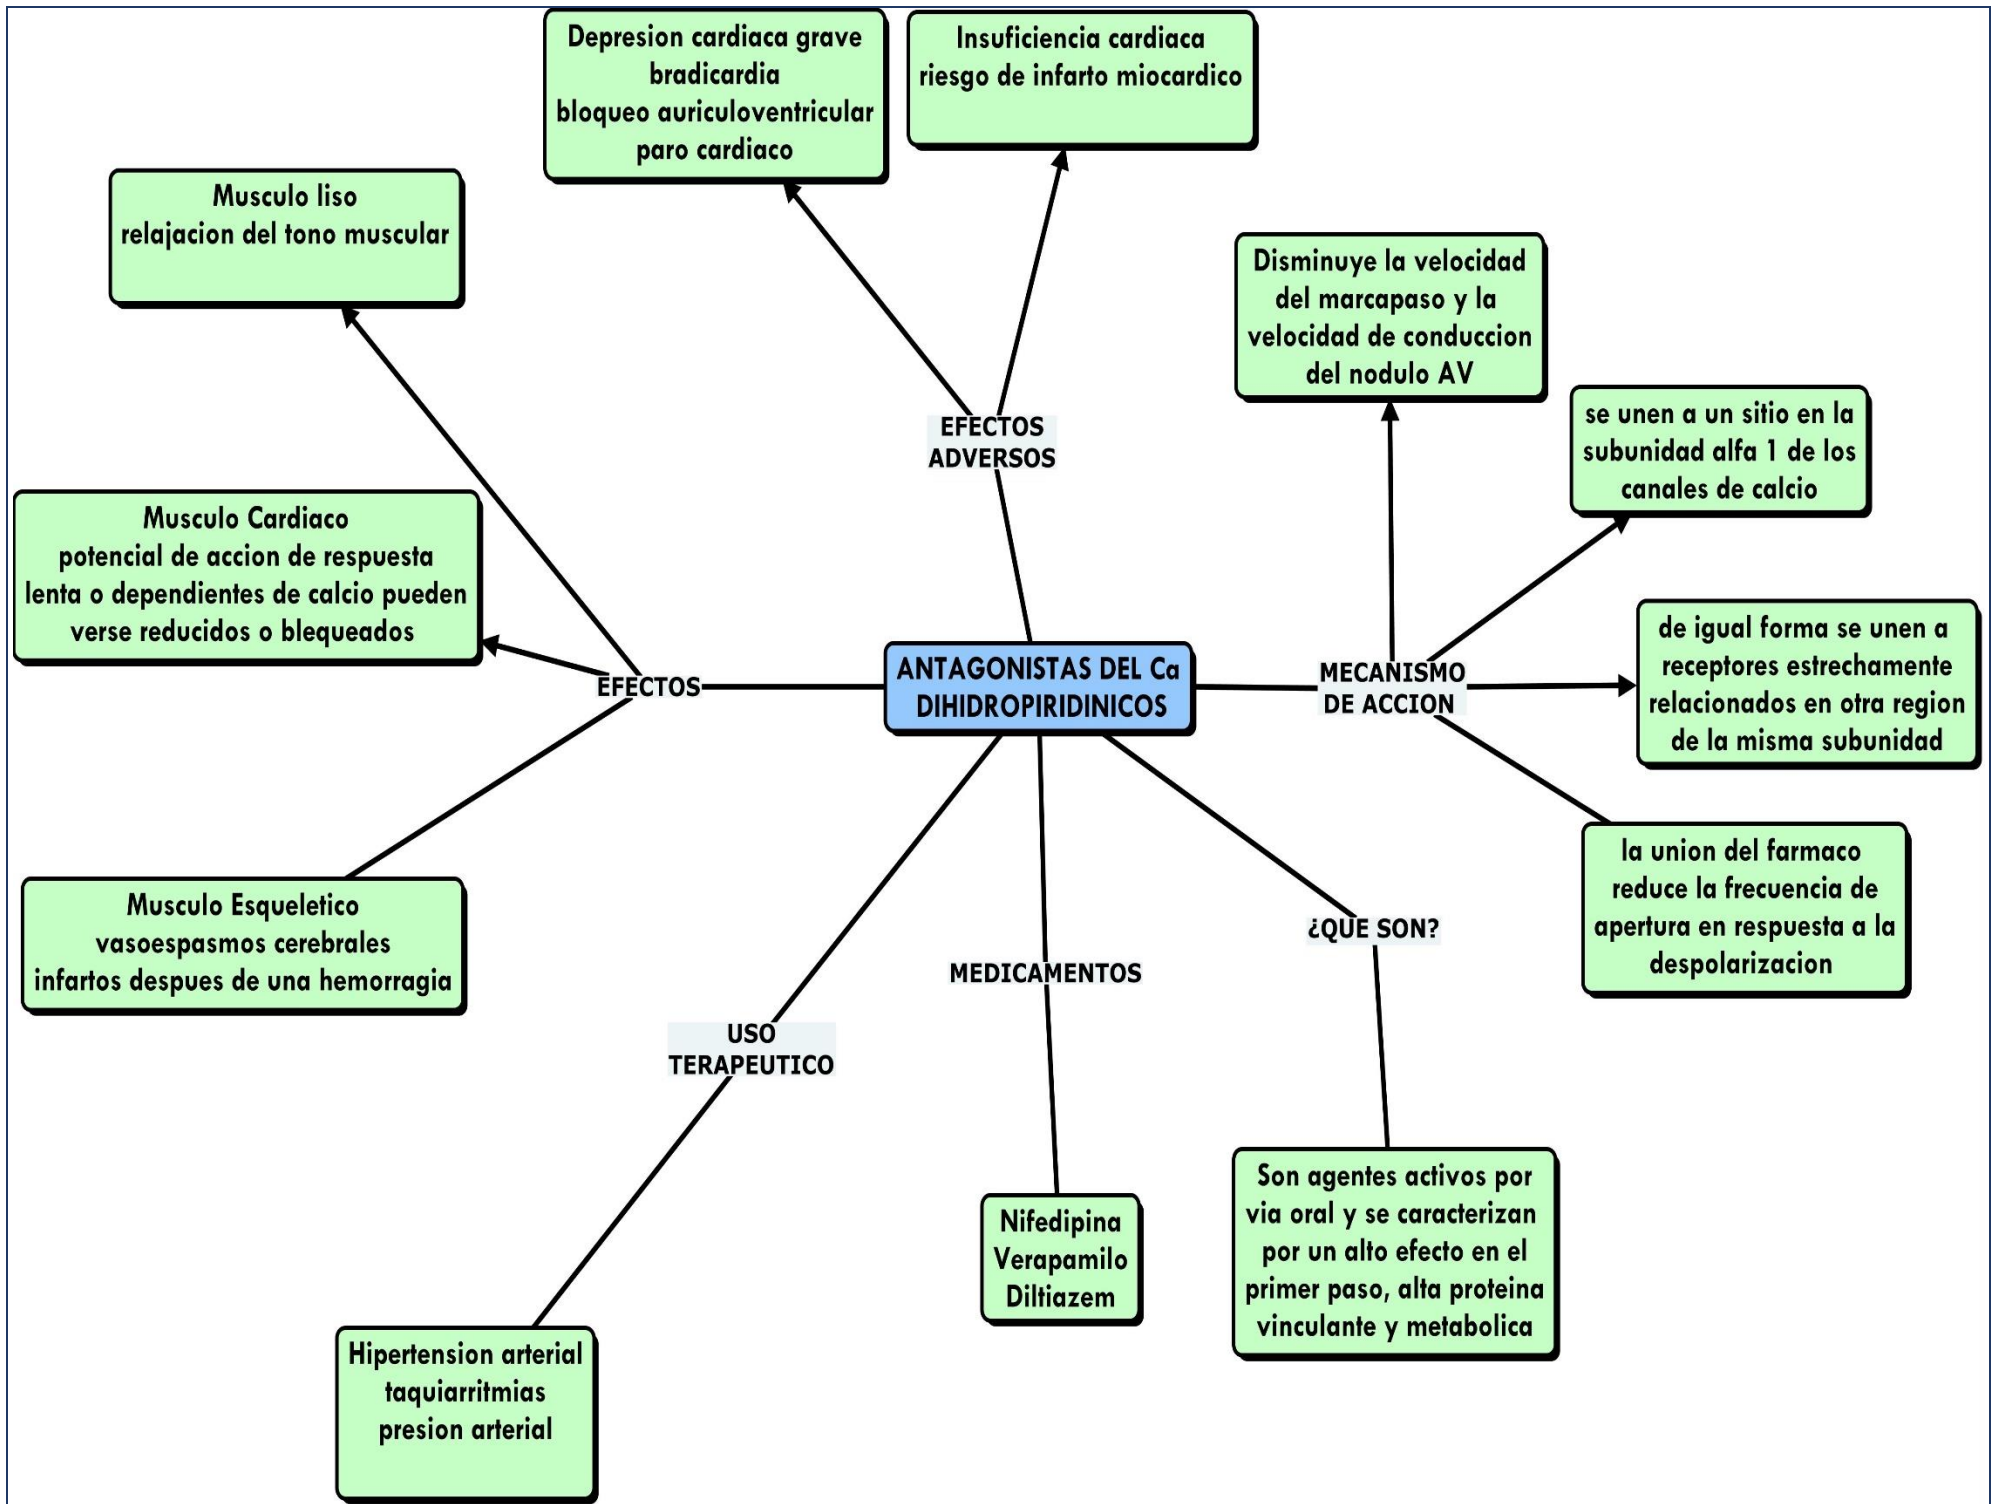 Depresion cardiaca grave
bradicardia
bloqueo auriculoventricular
paro cardiaco
Insuficiencia cardiaca
riesgo de infarto miocardico
Musculo liso
relajacion del tono muscular
Disminuye la velocidad
del marcapaso y la
velocidad de conduccion
del nodulo AV
se unen a un sitio en la
subunidad alfa 1 de los
canales de calcio
EFECTOS
ADVERSOS
Musculo Cardiaco
potencial de accion de respuesta
lenta o dependientes de calcio pueden
verse reducidos o blequeados
de igual forma se unen a
receptores estrechamente
relacionados en otra region
de la misma subunidad
EFECTOS
ANTAGONISTAS DEL Ca
DIHIDROPIRIDINICOS
MECANISMO
DE ACCION
la union del farmaco
reduce la frecuencia de
apertura en respuesta a la
despolarizacion
Musculo Esqueletico
vasoespasmos cerebrales
infartos despues de una hemorragia
¿QUE SON?
MEDICAMENTOS
USO
TERAPEUTICO
Son agentes activos por
via oral y se caracterizan
por un alto efecto en el
primer paso, alta proteina
vinculante y metabolica
Nifedipina
Verapamilo
Diltiazem
Hipertension arterial
taquiarritmias
presion arterial